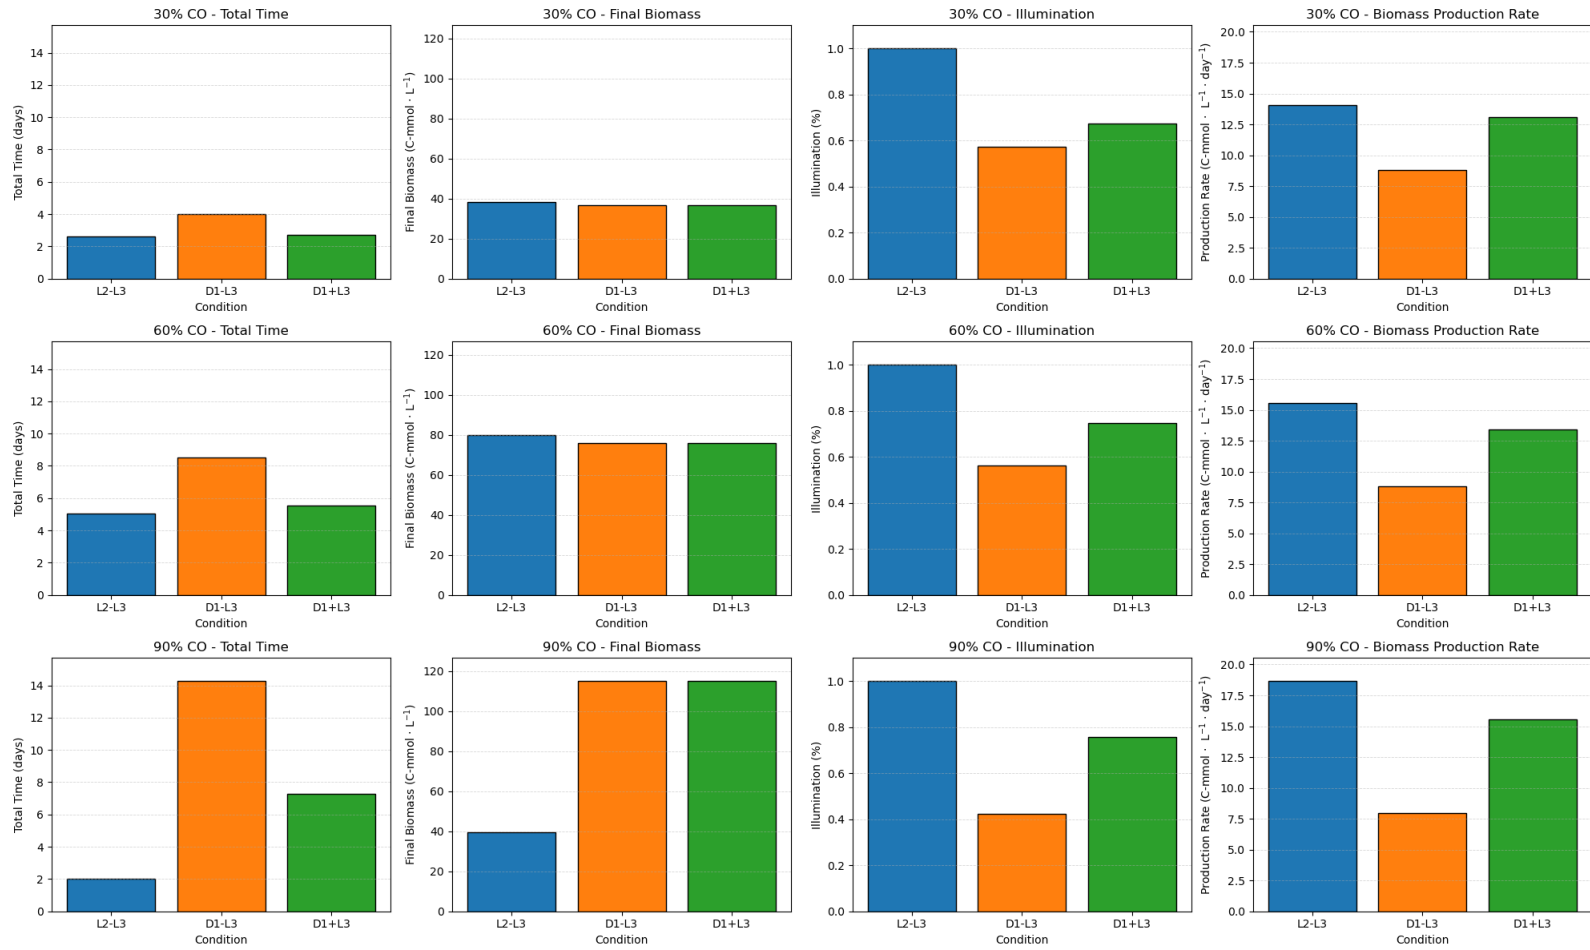 30% CO - Total Time
Total Time (days)
14
12
10
8
6
4
2
0
L2-L3
D1-L3
D1+L3
Condition
30% CO - Final Biomass
Final Biomass (C-mmol · L⁻¹)
120
100
80
60
40
20
0
L2-L3
D1-L3
D1+L3
Condition
30% CO - Illumination
Illumination (%)
1.0
0.8
0.6
0.4
0.2
0.0
L2-L3
D1-L3
D1+L3
Condition
30% CO - Biomass Production Rate
Production Rate (C-mmol · L⁻¹ · day⁻¹)
20.0
17.5
15.0
12.5
10.0
7.5
5.0
2.5
0.0
L2-L3
D1-L3
D1+L3
Condition
60% CO - Total Time
Total Time (days)
14
12
10
8
6
4
2
0
L2-L3
D1-L3
D1+L3
Condition
60% CO - Final Biomass
Final Biomass (C-mmol · L⁻¹)
120
100
80
60
40
20
0
L2-L3
D1-L3
D1+L3
Condition
60% CO - Illumination
Illumination (%)
1.0
0.8
0.6
0.4
0.2
0.0
L2-L3
D1-L3
D1+L3
Condition
60% CO - Biomass Production Rate
Production Rate (C-mmol · L⁻¹ · day⁻¹)
20.0
17.5
15.0
12.5
10.0
7.5
5.0
2.5
0.0
L2-L3
D1-L3
D1+L3
Condition
90% CO - Total Time
Total Time (days)
14
12
10
8
6
4
2
0
L2-L3
D1-L3
D1+L3
Condition
90% CO - Final Biomass
Final Biomass (C-mmol · L⁻¹)
120
100
80
60
40
20
0
L2-L3
D1-L3
D1+L3
Condition
90% CO - Illumination
Illumination (%)
1.0
0.8
0.6
0.4
0.2
0.0
L2-L3
D1-L3
D1+L3
Condition
90% CO - Biomass Production Rate
Production Rate (C-mmol · L⁻¹ · day⁻¹)
20.0
17.5
15.0
12.5
10.0
7.5
5.0
2.5
0.0
L2-L3
D1-L3
D1+L3
Condition